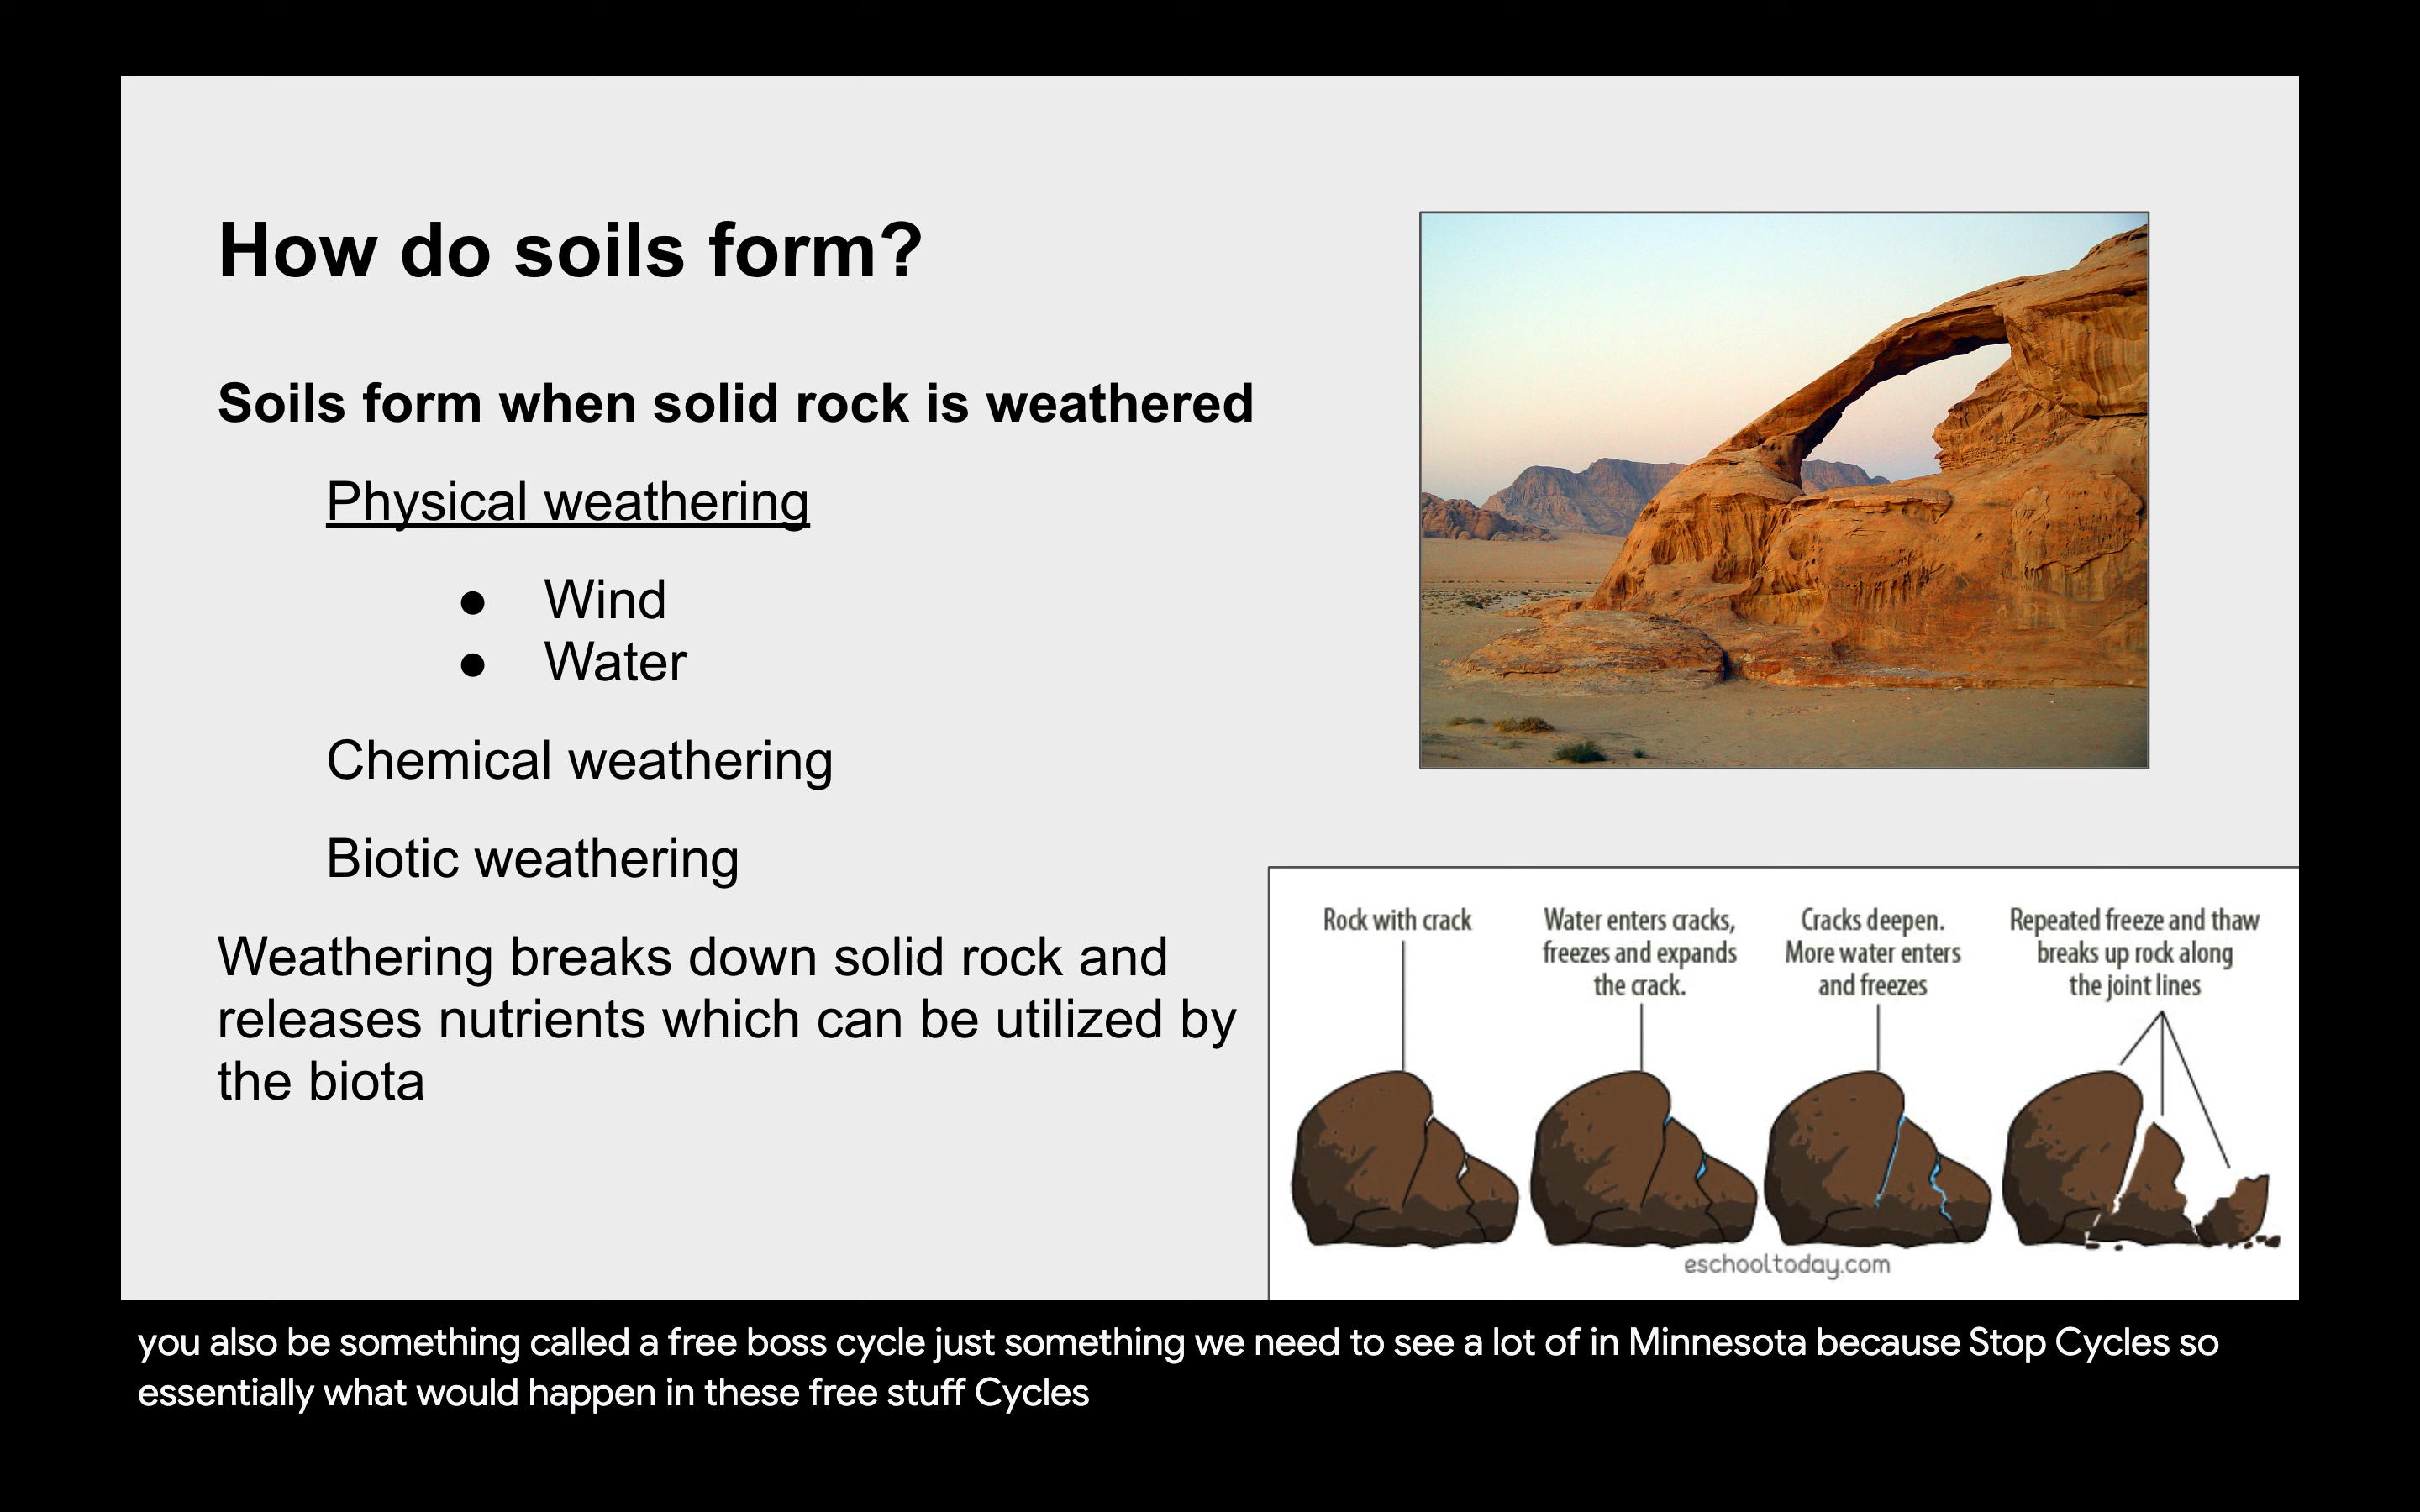 How do soils form?
Soils form when solid rock is weathered
Physical weathering
● Wind
● Water
Chemical weathering
Biotic weathering
Weathering breaks down solid rock and
releases nutrients which can be utilized by
the biota
Rock with crack
Water enters cracks,
freezes and expands
the crack.
Cracks deepen.
More water enters
and freezes
Repeated freeze and thaw
breaks up rock along
the joint lines
eschooltoday.com
you also be something called a free boss cycle just something we need to see a lot of in Minnesota because Stop Cycles so
essentially what would happen in these free stuff Cycles